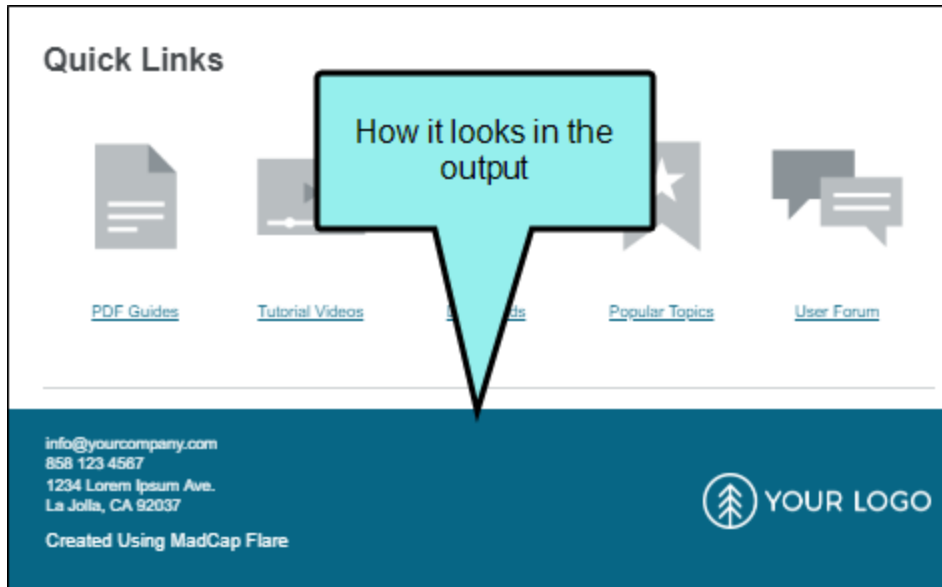 Quick Links
How it looks in the
output
PDF Guides
Tutorial Videos
Popular Topics
User Forum
info@yourcompany.com
858 123 4567
1234 Lorem Ipsum Ave.
La Jolla, CA 92037
Created Using MadCap Flare
YOUR LOGO